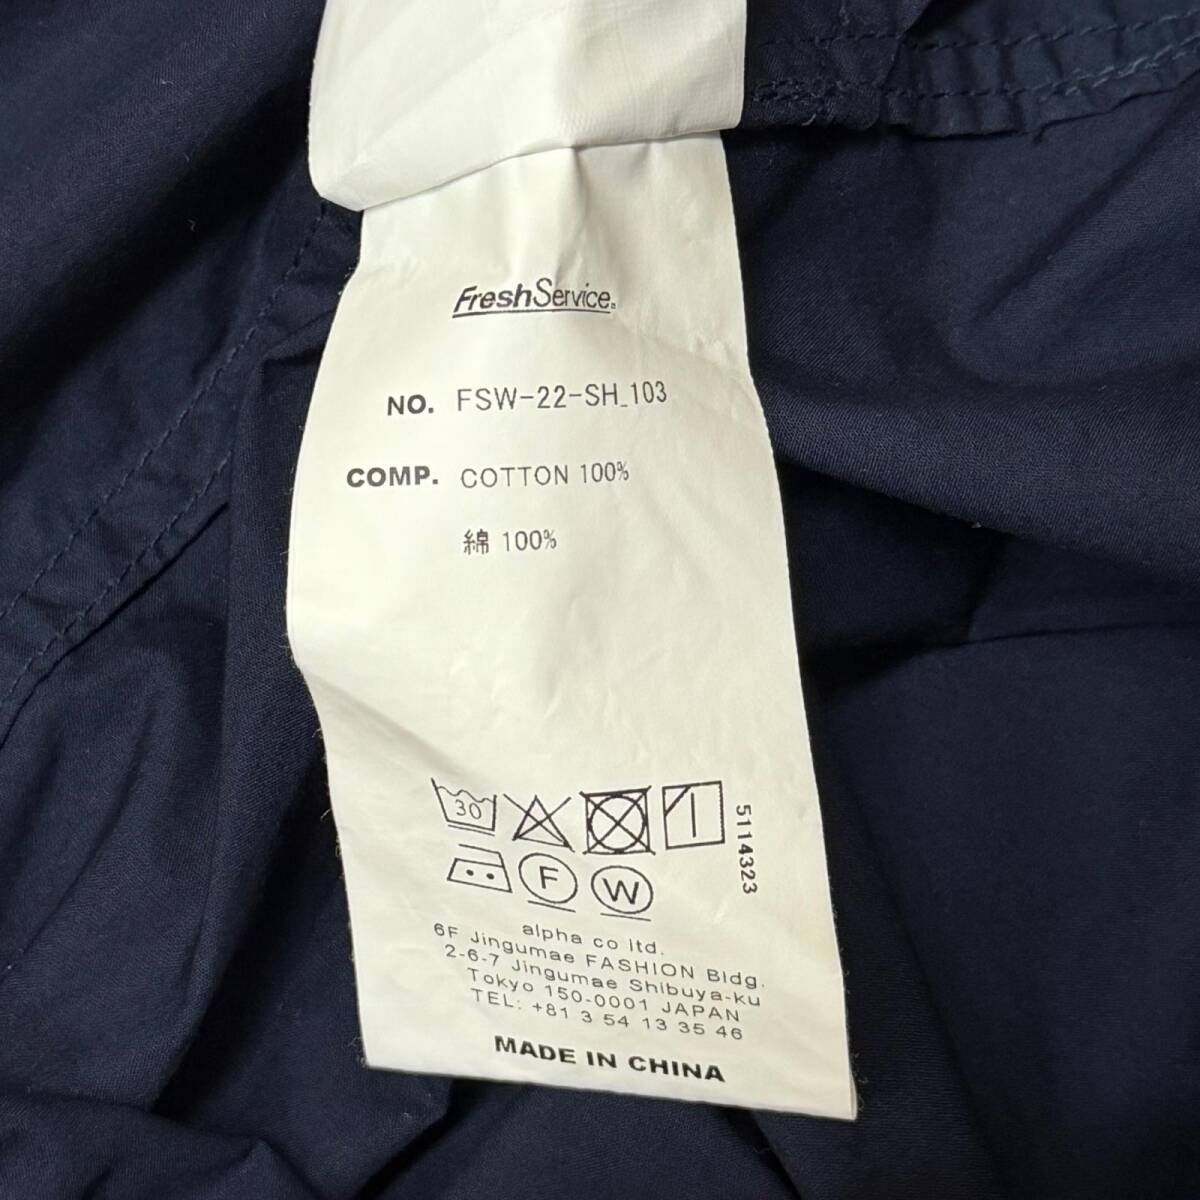 FreshService®
NO. FSW-22-SH_103
COMP. COTTON 100%
綿 100%
30
5114323
F W
alpha co ltd.
6F Jingumae FASHION Bldg.
2-6-7 Jingumae Shibuya-ku
Tokyo 150-0001 JAPAN
TEL: +81 3 54 13 35 46
MADE IN CHINA